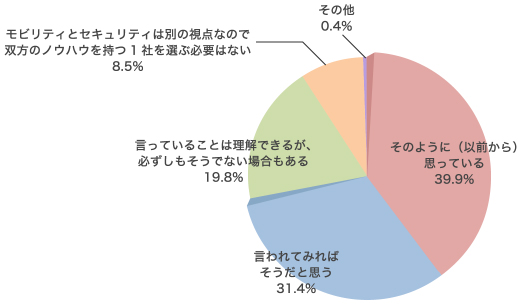 その他
0.4%
モビリティとセキュリティは別の視点なので
双方のノウハウを持つ１社を選ぶ必要はない
8.5%
そのように（以前から）
思っている
39.9%
言っていることは理解できるが、
必ずしもそうでない場合もある
19.8%
言われてみれば
そうだと思う
31.4%